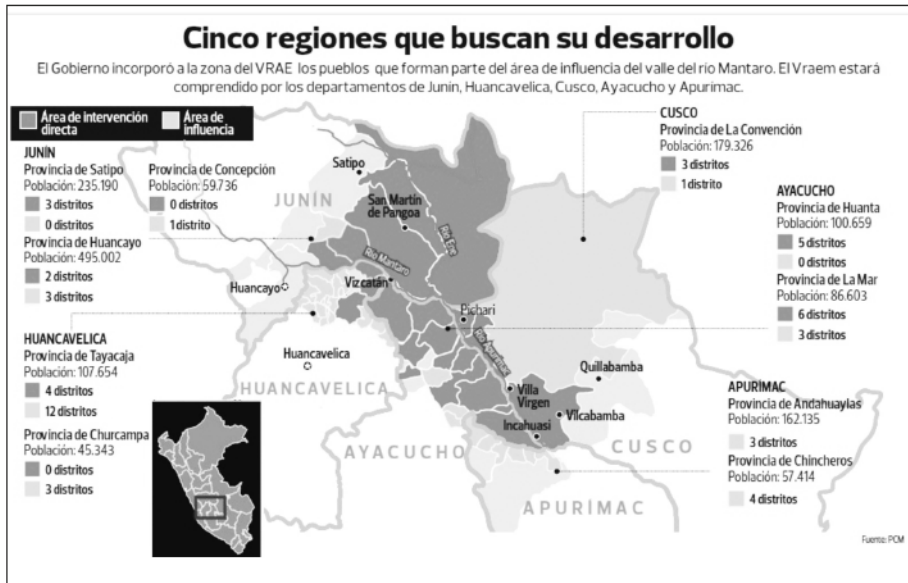 Cinco regiones que buscan su desarrollo
El Gobierno incorporó a la zona del VRAE los pueblos que forman parte del área de influencia del valle del río Mantaro. El Vraem estará
comprendido por los departamentos de Junín, Huancavelica, Cusco, Ayacucho y Apurímac.
Área de intervención
directa
Área de
influencia
JUNÍN
Provincia de Satipo
Población: 235.190
3 distritos
0 distritos
Provincia de Huancayo
Población: 495.002
2 distritos
3 distritos
Provincia de Concepción
Población: 59.736
0 distritos
1 distrito
HUANCAVELICA
Provincia de Tayacaja
Población: 107.654
4 distritos
12 distritos
Provincia de Churcampa
Población: 45.343
0 distritos
3 distritos
JUNÍN
Satipo
San Martín
de Pangoa
Río Ene
Río Mantaro
Vizcatán
Huancayo
Pichari
Huancavelica
HUANCAVELICA
Río Apurímac
Quillabamba
Villa
Virgen
Vilcabamba
Incahuasi
AYACUCHO
CUSCO
APURÍMAC
CUSCO
Provincia de La Convención
Población: 179.326
3 distritos
1 distrito
AYACUCHO
Provincia de Huanta
Población: 100.659
5 distritos
0 distritos
Provincia de La Mar
Población: 86.603
6 distritos
3 distritos
APURÍMAC
Provincia de Andahuaylas
Población: 162.135
3 distritos
Provincia de Chincheros
Población: 57.414
4 distritos
Fuente: PCM